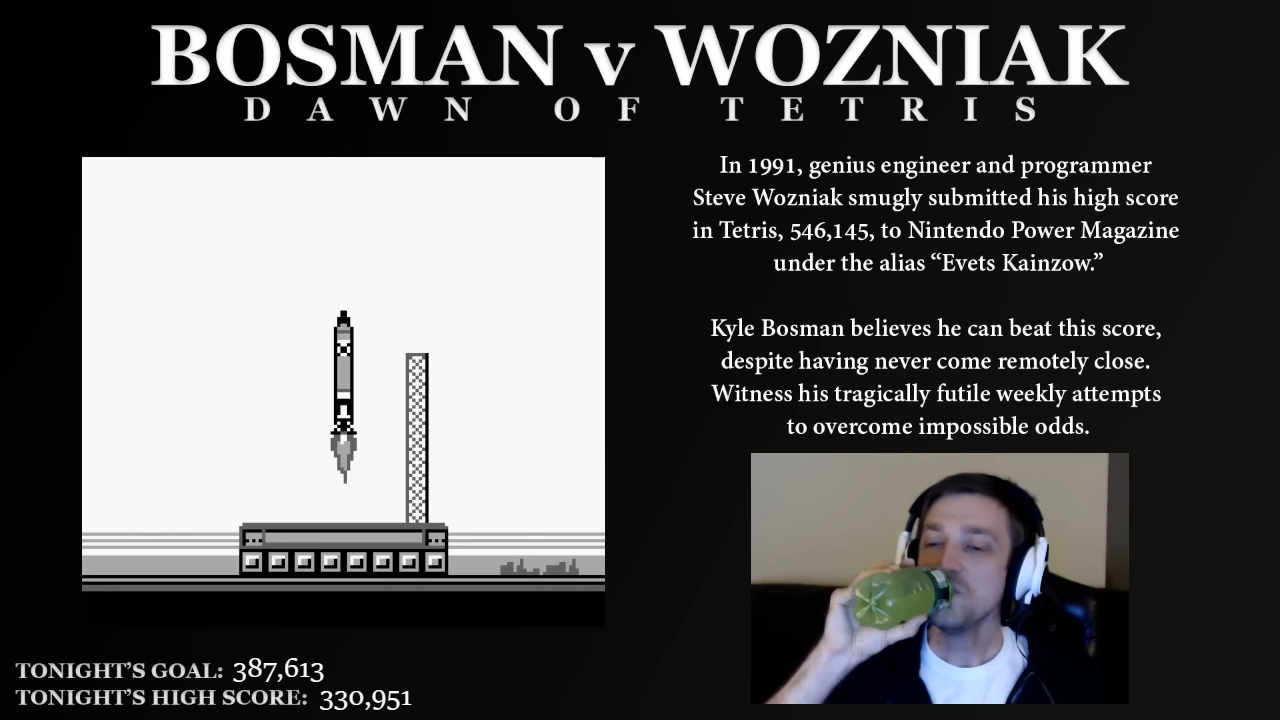 BOSMAN v WOZNIAK
DAWN OF TETRIS
In 1991, genius engineer and programmer
Steve Wozniak smugly submitted his high score
in Tetris, 546,145, to Nintendo Power Magazine
under the alias “Evets Kainzow.”
Kyle Bosman believes he can beat this score,
despite having never come remotely close.
Witness his tragically futile weekly attempts
to overcome impossible odds.
TONIGHT’S GOAL: 387,613
TONIGHT’S HIGH SCORE: 330,951